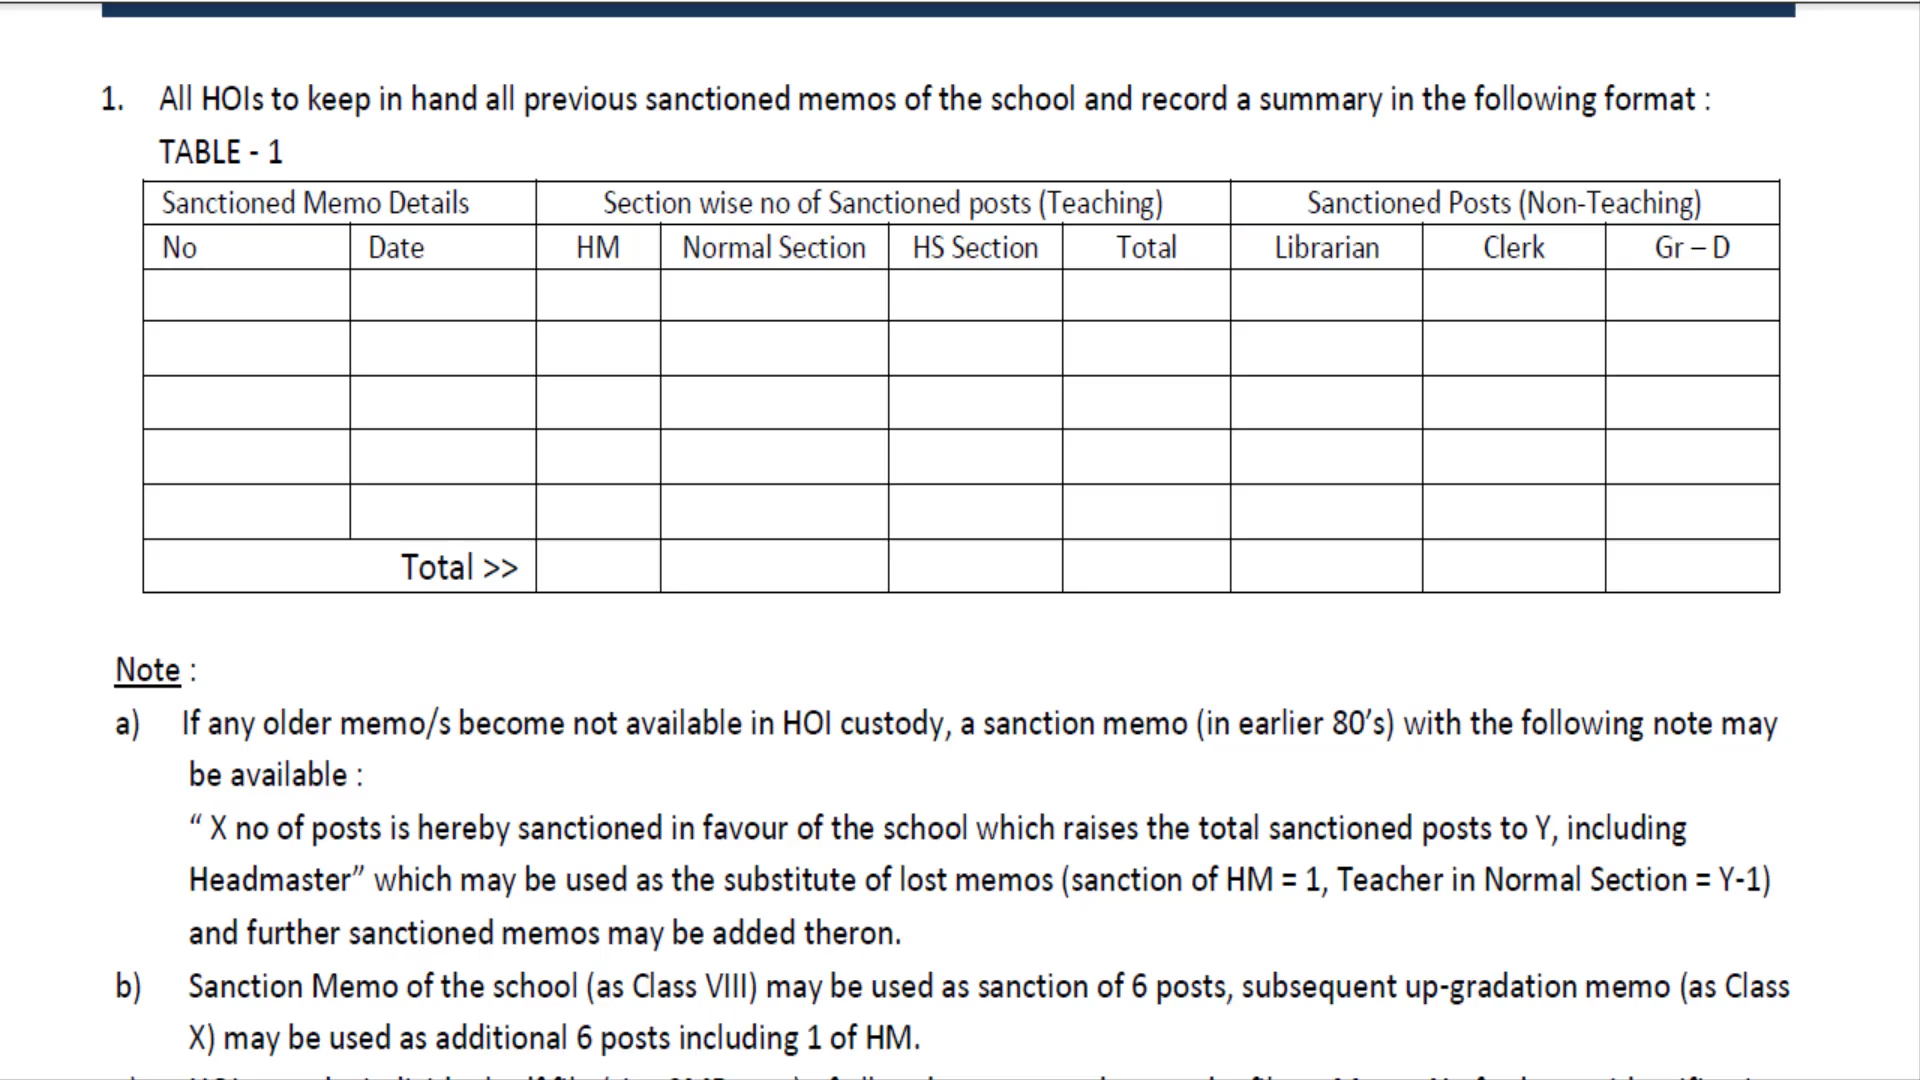 1. All HOIs to keep in hand all previous sanctioned memos of the school and record a summary in the following format :
TABLE - 1
Sanctioned Memo Details Section wise no of Sanctioned posts (Teaching) Sanctioned Posts (Non-Teaching)
No Date HM Normal Section HS Section Total Librarian Clerk Gr – D
Total >>
Note :
a) If any older memo/s become not available in HOI custody, a sanction memo (in earlier 80’s) with the following note may
be available :
“ X no of posts is hereby sanctioned in favour of the school which raises the total sanctioned posts to Y, including
Headmaster” which may be used as the substitute of lost memos (sanction of HM = 1, Teacher in Normal Section = Y-1)
and further sanctioned memos may be added theron.
b) Sanction Memo of the school (as Class VIII) may be used as sanction of 6 posts, subsequent up-gradation memo (as Class
X) may be used as additional 6 posts including 1 of HM.